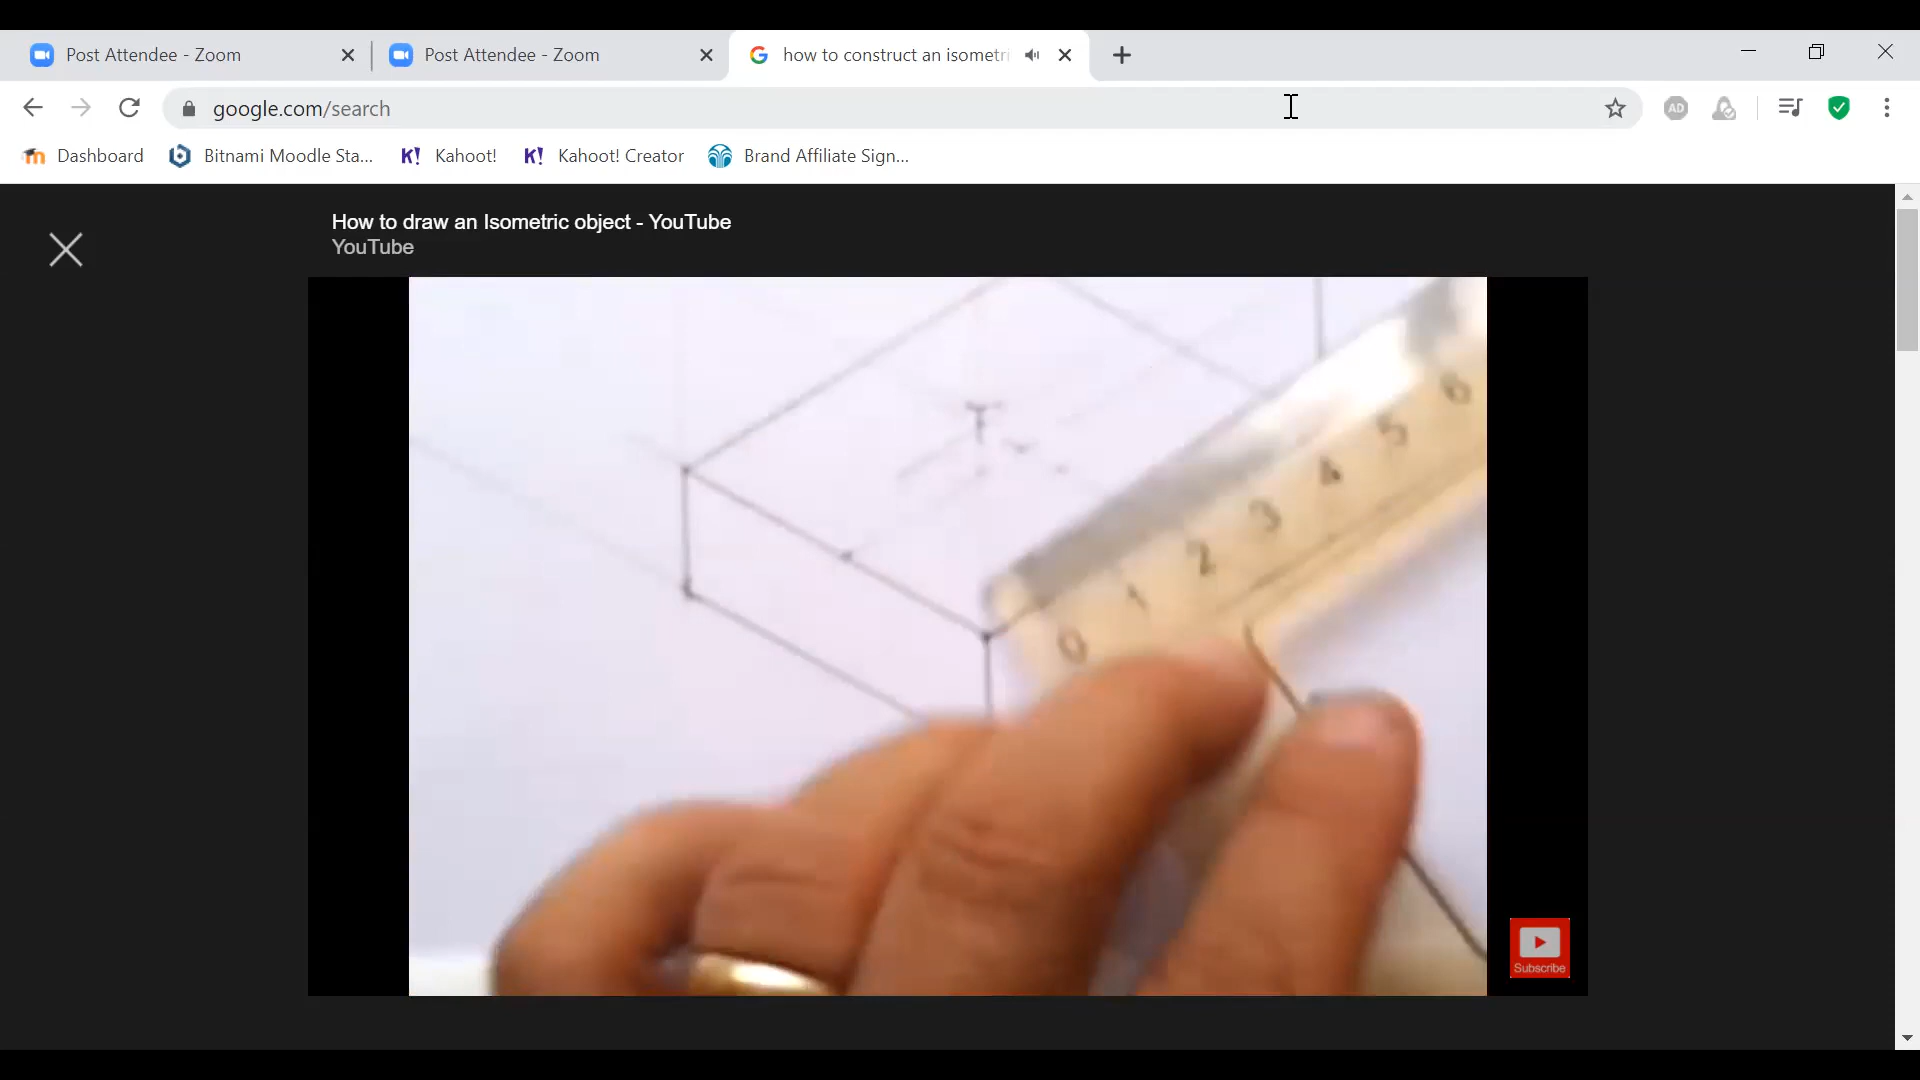 Post Attendee - Zoom
Post Attendee - Zoom
how to construct an isometri
google.com/search
AD
Dashboard
Bitnami Moodle Sta...
K! Kahoot!
K! Kahoot! Creator
Brand Affiliate Sign...
How to draw an Isometric object - YouTube
YouTube
0 1 2 3 4 5 6
Subscribe